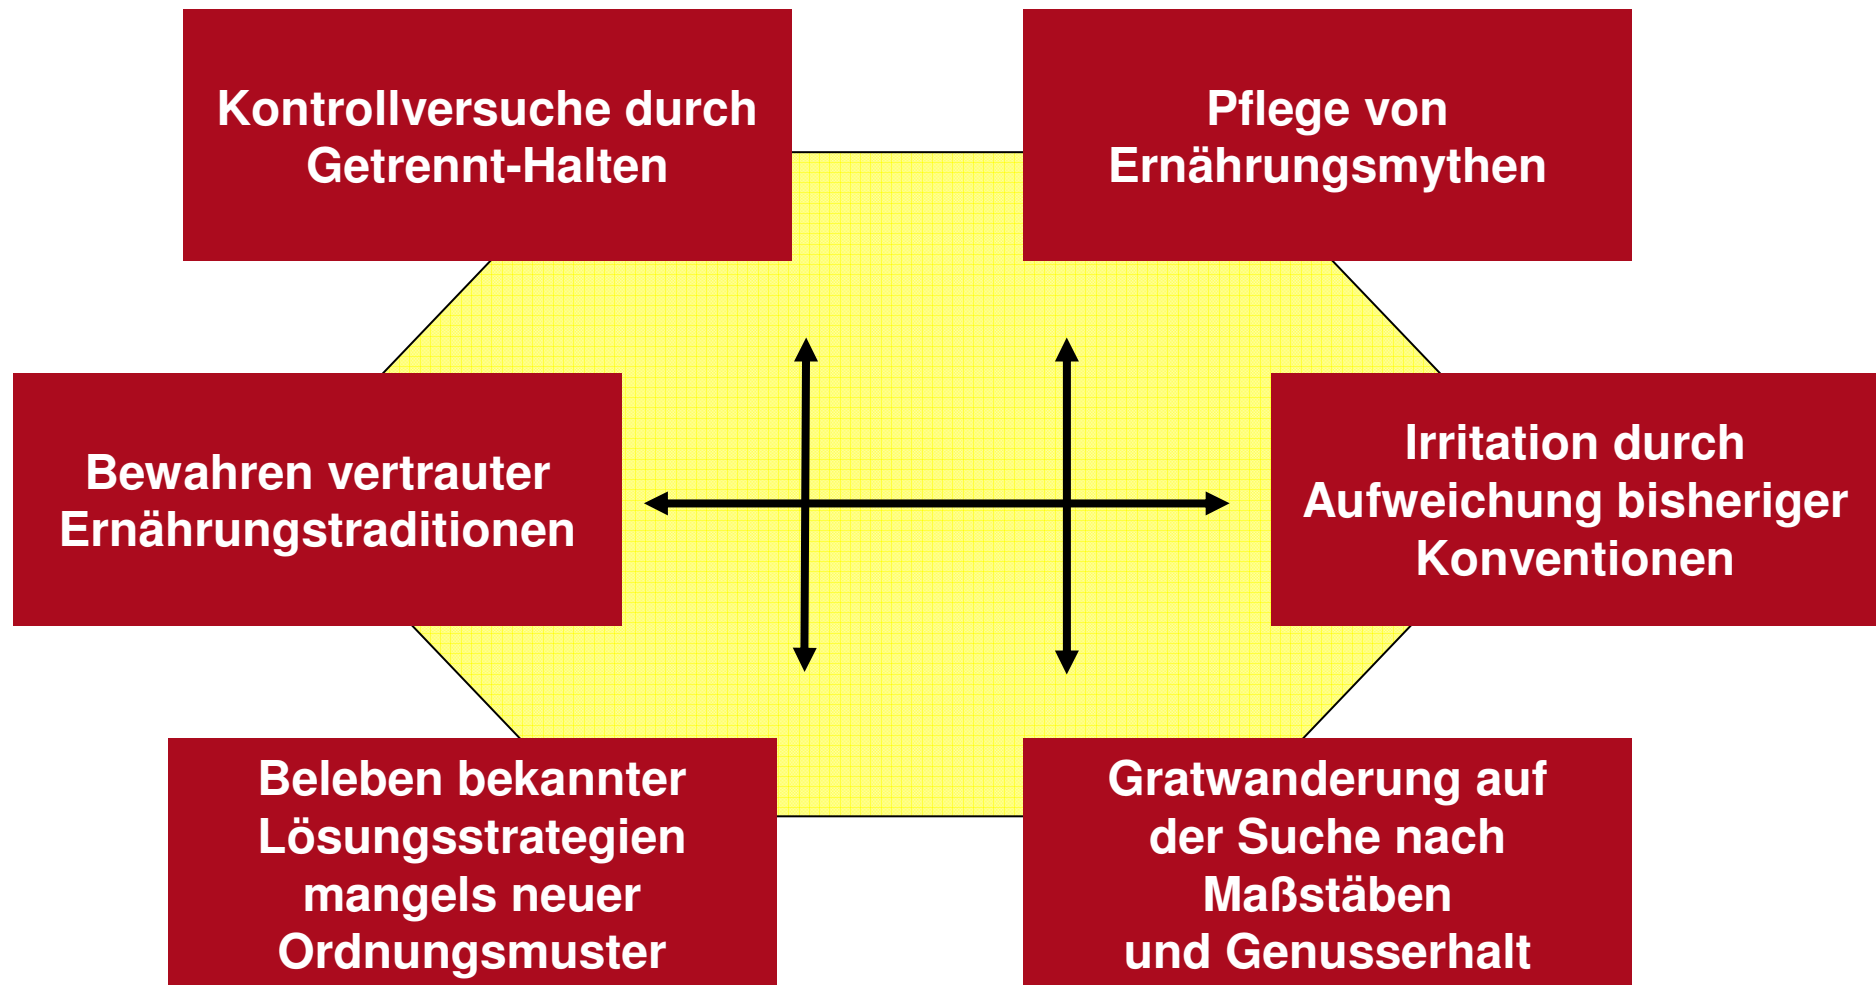 Kontrollversuche durch
Getrennt-Halten
Pflege von
Ernährungsmythen
Bewahren vertrauter
Ernährungstraditionen
Irritation durch
Aufweichung bisheriger
Konventionen
Beleben bekannter
Lösungsstrategien
mangels neuer
Ordnungsmuster
Gratwanderung auf
der Suche nach
Maßstäben
und Genusserhalt